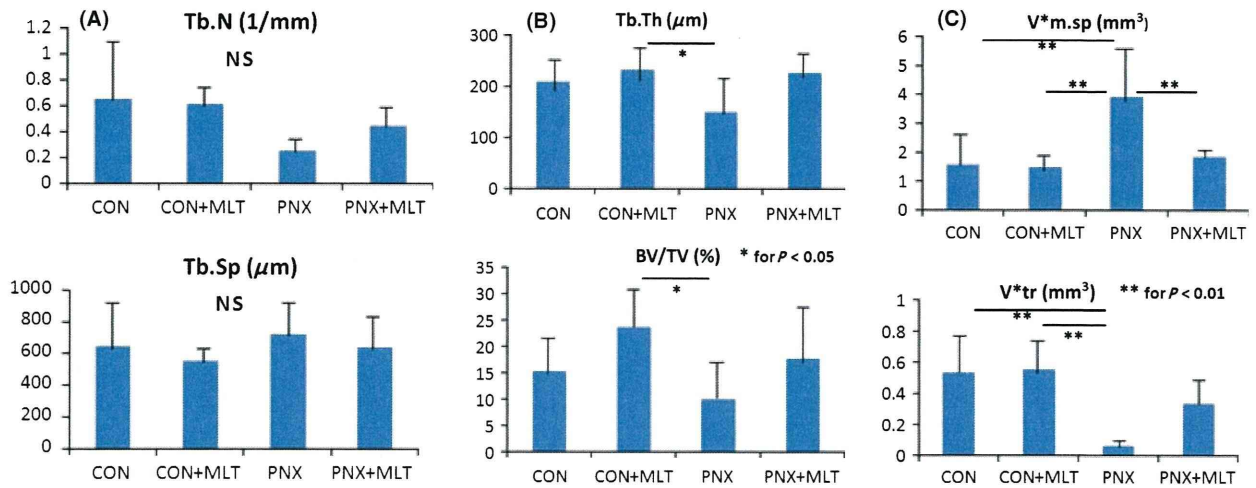 (A)
Tb.N (1/mm)
NS
1.2
1
0.8
0.6
0.4
0.2
0
CON CON+MLT PNX PNX+MLT
Tb.Sp (μm)
NS
1000
800
600
400
200
0
CON CON+MLT PNX PNX+MLT
(B)
Tb.Th (μm)
*
300
200
100
00
CON CON+MLT PNX PNX+MLT
BV/TV (%) * for P < 0.05
*
35
30
25
20
15
10
5
0
CON CON+MLT PNX PNX+MLT
(C)
V*m.sp (mm³)
**
** **
6
5
4
3
2
1
0
CON CON+MLT PNX PNX+MLT
V*tr (mm³) ** for P < 0.01
**
**
1
0.8
0.6
0.4
0.2
0
CON CON+MLT PNX PNX+MLT